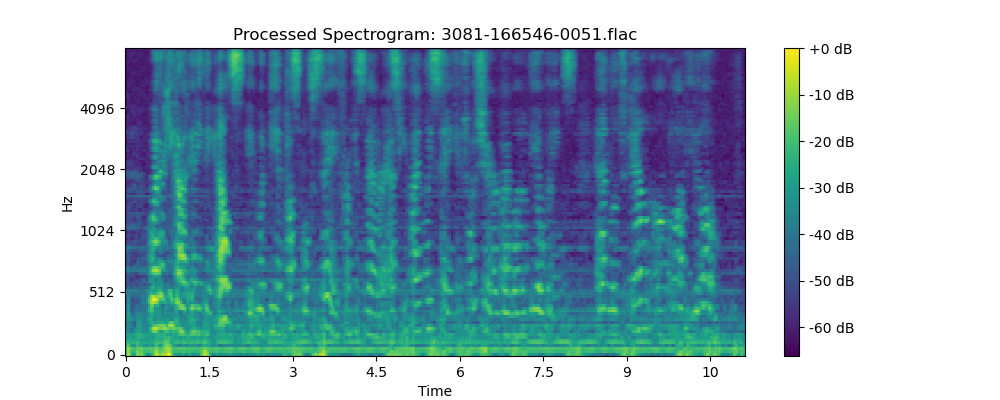 Processed Spectrogram: 3081-166546-0051.flac
Hz
4096
2048
1024
512
0
0 1.5 3 4.5 6 7.5 9 10
Time
+0 dB
-10 dB
-20 dB
-30 dB
-40 dB
-50 dB
-60 dB